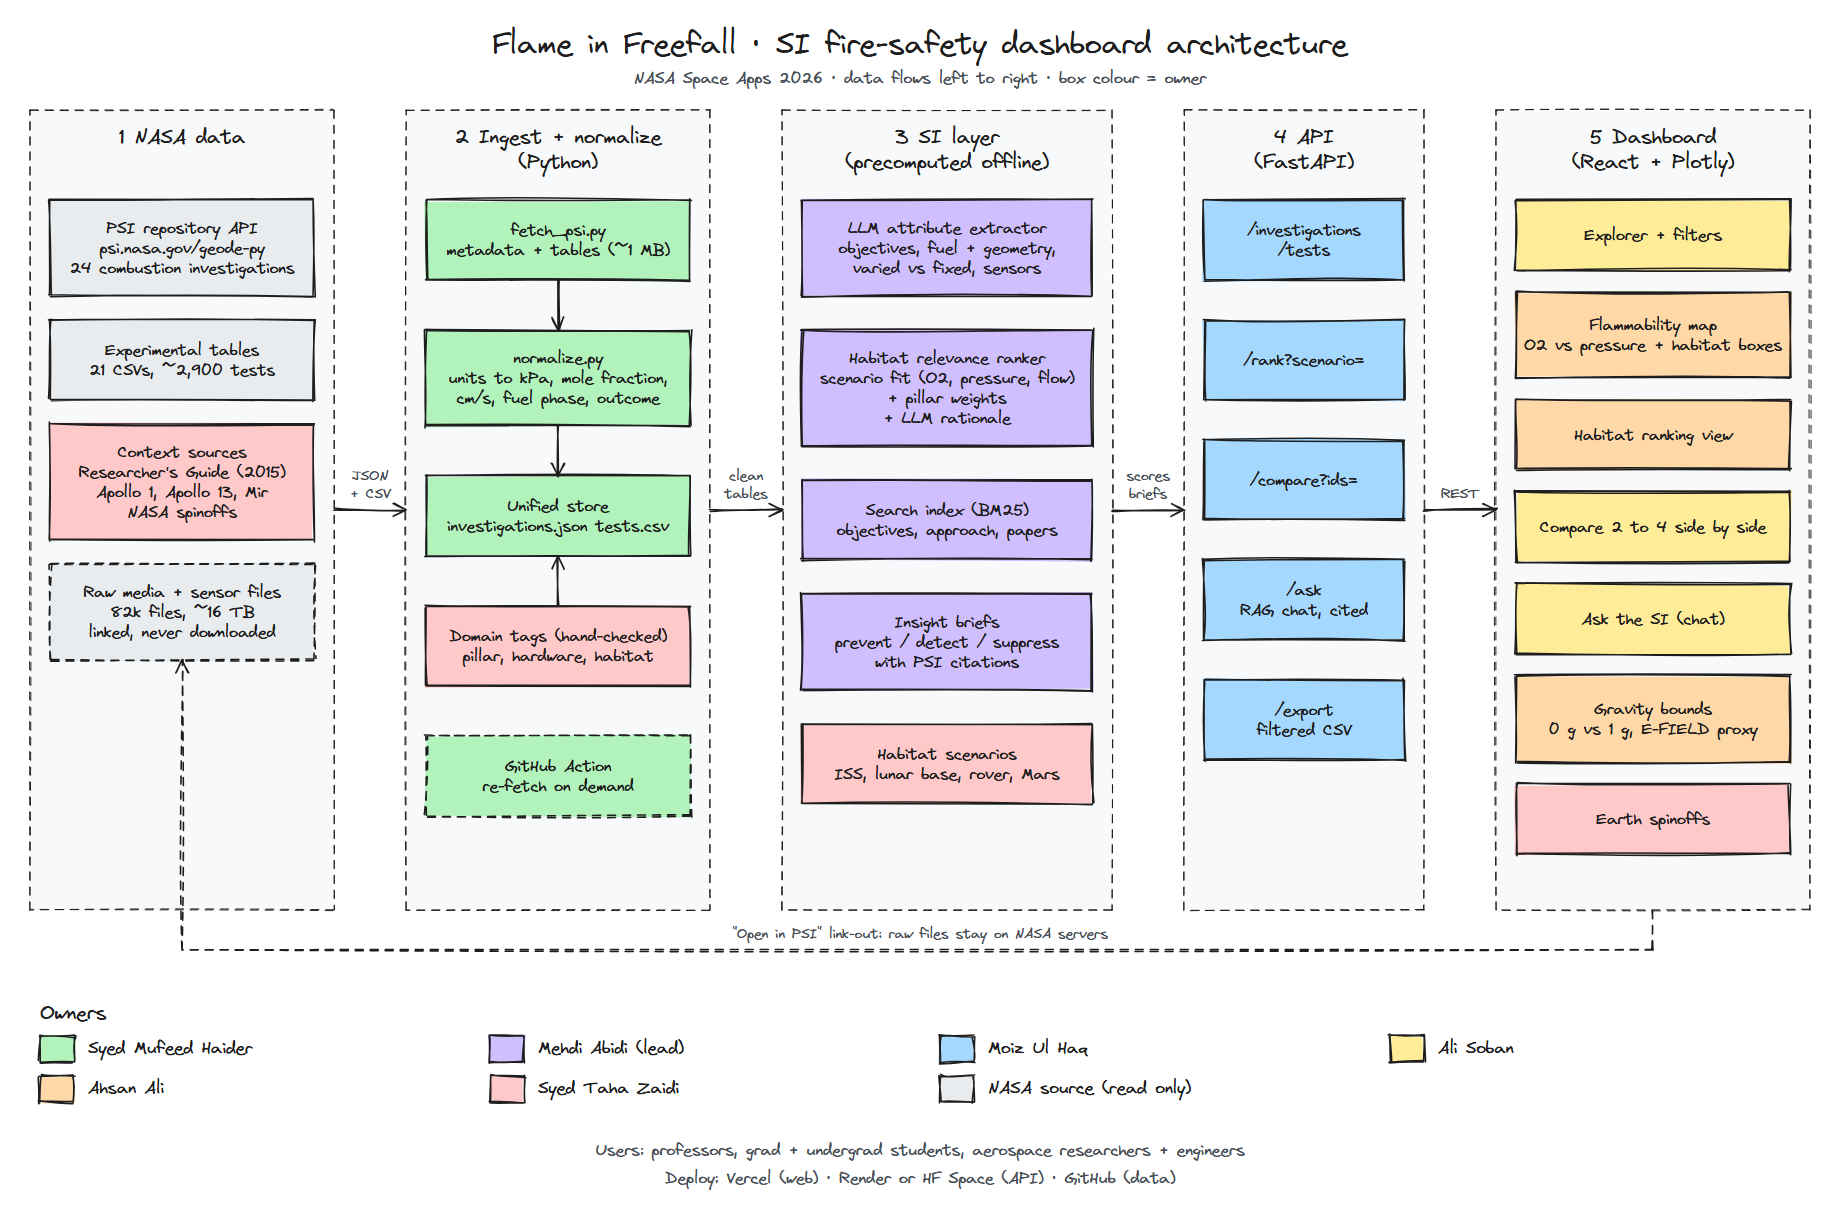 Flame in Freefall · SI fire-safety dashboard architecture
NASA Space Apps 2026 · data flows left to right · box colour = owner
1 NASA data
PSI repository API
psi.nasa.gov/geode-py
24 combustion investigations
Experimental tables
21 CSVs, ~2,900 tests
Context sources
Researcher's Guide (2015)
Apollo 1, Apollo 13, Mir
NASA spinoffs
Raw media + sensor files
82k files, ~16 TB
linked, never downloaded
JSON
+ CSV
2 Ingest + normalize
(Python)
fetch_psi.py
metadata + tables (~1 MB)
normalize.py
units to kPa, mole fraction,
cm/s, fuel phase, outcome
Unified store
investigations.json tests.csv
Domain tags (hand-checked)
pillar, hardware, habitat
GitHub Action
re-fetch on demand
clean
tables
3 SI layer
(precomputed offline)
LLM attribute extractor
objectives, fuel + geometry,
varied vs fixed, sensors
Habitat relevance ranker
scenario fit (O2, pressure, flow)
+ pillar weights
+ LLM rationale
Search index (BM25)
objectives, approach, papers
Insight briefs
prevent / detect / suppress
with PSI citations
Habitat scenarios
ISS, lunar base, rover, Mars
scores
briefs
4 API
(FastAPI)
/investigations
/tests
/rank?scenario=
/compare?ids=
/ask
RAG, chat, cited
/export
filtered CSV
REST
5 Dashboard
(React + Plotly)
Explorer + filters
Flammability map
O2 vs pressure + habitat boxes
Habitat ranking view
Compare 2 to 4 side by side
Ask the SI (chat)
Gravity bounds
0 g vs 1 g, E-FIELD proxy
Earth spinoffs
"Open in PSI" link-out: raw files stay on NASA servers
Owners
Syed Mufeed Haider
Mehdi Abidi (lead)
Moiz Ul Haq
Ali Soban
Ahsan Ali
Syed Taha Zaidi
NASA source (read only)
Users: professors, grad + undergrad students, aerospace researchers + engineers
Deploy: Vercel (web) · Render or HF Space (API) · GitHub (data)